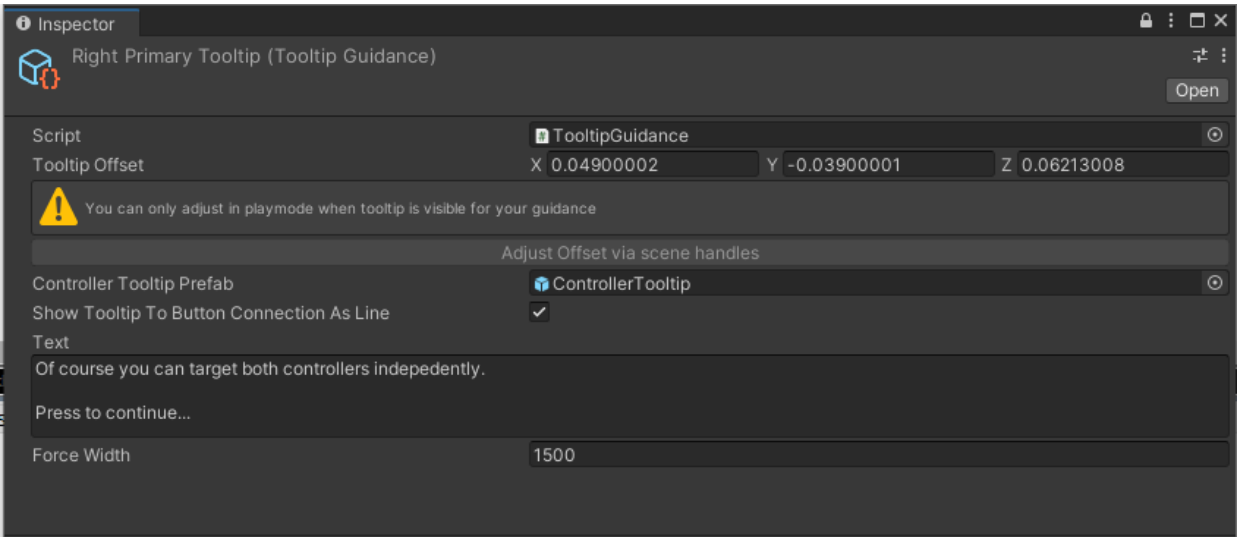 Inspector
Right Primary Tooltip (Tooltip Guidance)
Open
Script TooltipGuidance
Tooltip Offset X 0.04900002 Y -0.03900001 Z 0.06213008
You can only adjust in playmode when tooltip is visible for your guidance
Adjust Offset via scene handles
Controller Tooltip Prefab ControllerTooltip
Show Tooltip To Button Connection As Line
Text
Of course you can target both controllers indepedently.
Press to continue...
Force Width 1500